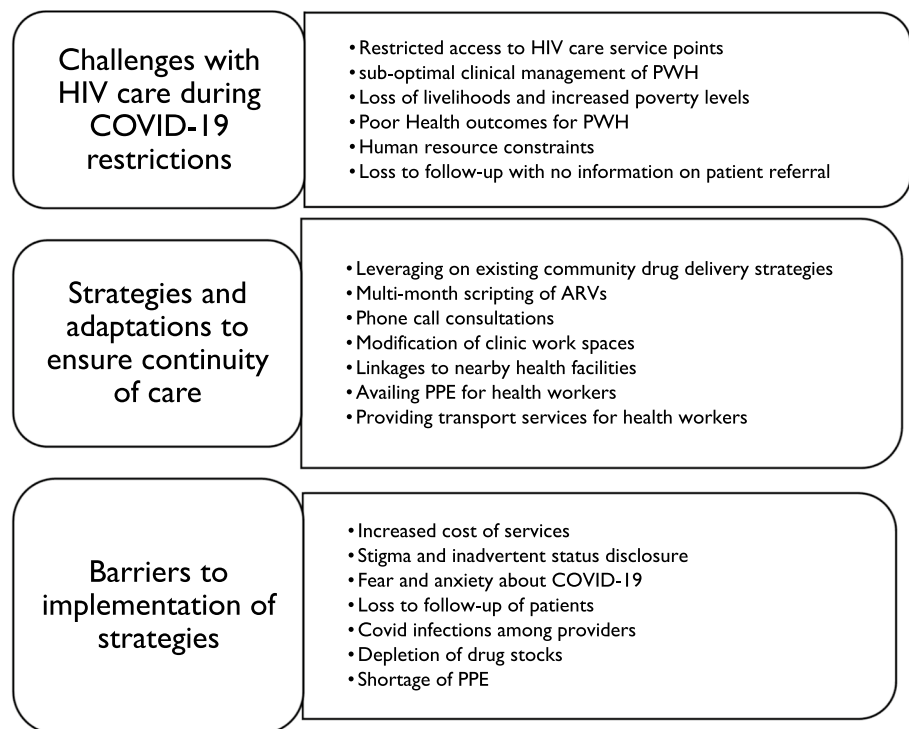 Challenges with
HIV care during
COVID-19
restrictions
• Restricted access to HIV care service points
• sub-optimal clinical management of PWH
• Loss of livelihoods and increased poverty levels
• Poor Health outcomes for PWH
• Human resource constraints
• Loss to follow-up with no information on patient referral
Strategies and
adaptations to
ensure continuity
of care
• Leveraging on existing community drug delivery strategies
• Multi-month scripting of ARVs
• Phone call consultations
• Modification of clinic work spaces
• Linkages to nearby health facilities
• Availing PPE for health workers
• Providing transport services for health workers
Barriers to
implementation of
strategies
• Increased cost of services
• Stigma and inadvertent status disclosure
• Fear and anxiety about COVID-19
• Loss to follow-up of patients
• Covid infections among providers
• Depletion of drug stocks
• Shortage of PPE